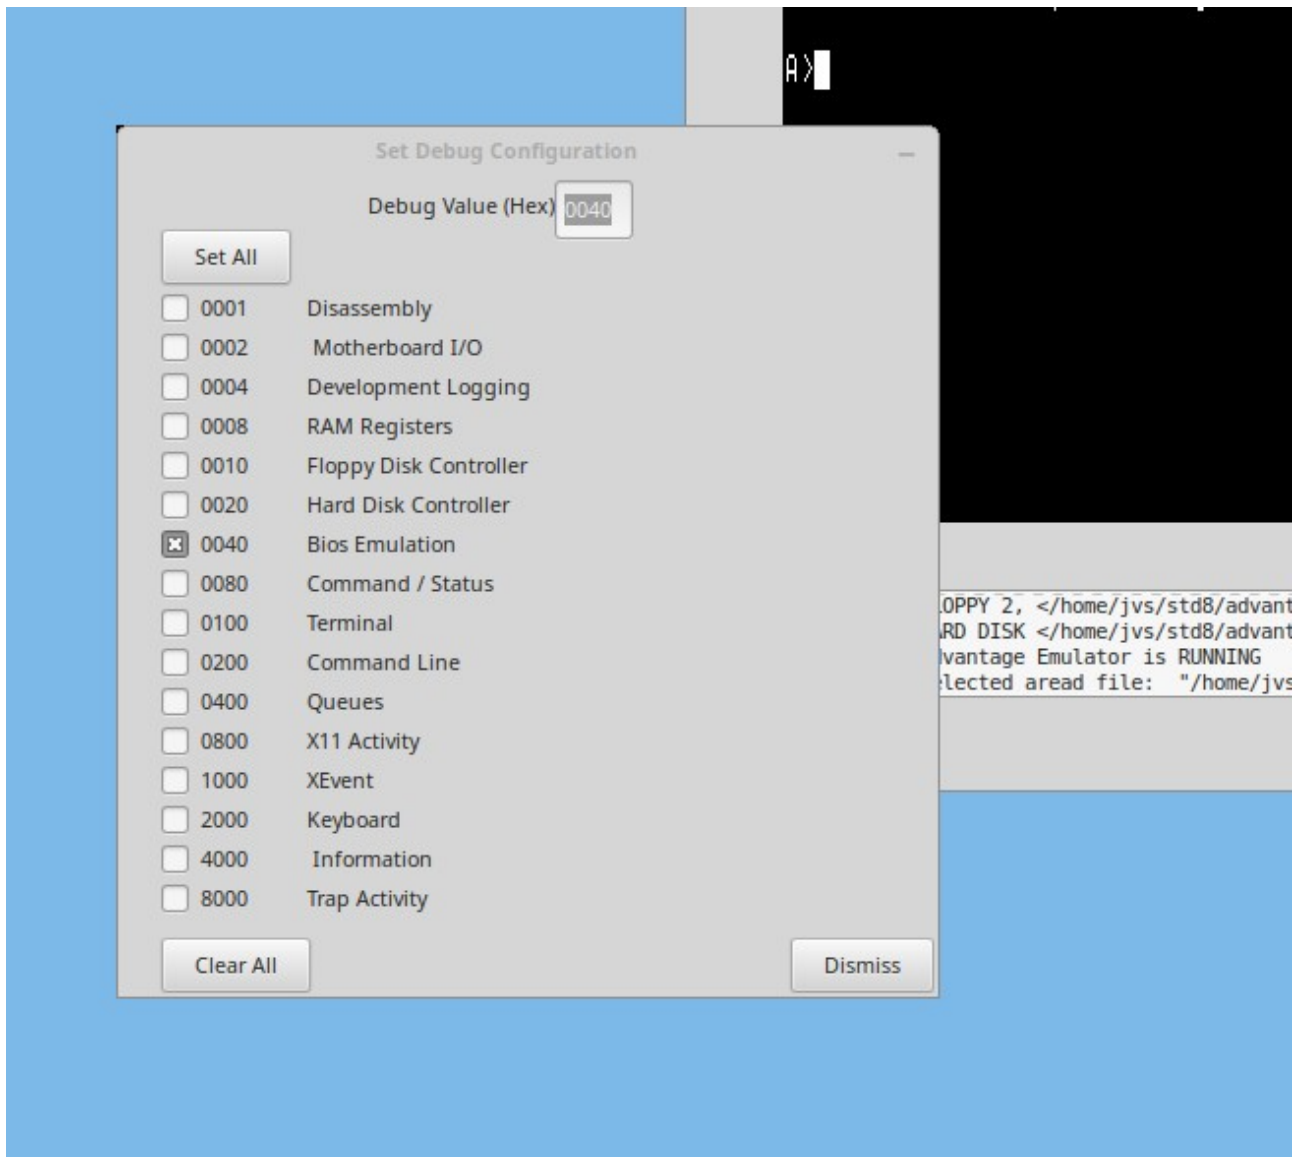 A>
Set Debug Configuration
Debug Value (Hex) 0040
Set All
0001 Disassembly
0002 Motherboard I/O
0004 Development Logging
0008 RAM Registers
0010 Floppy Disk Controller
0020 Hard Disk Controller
0040 Bios Emulation
0080 Command / Status
0100 Terminal
0200 Command Line
0400 Queues
0800 X11 Activity
1000 XEvent
2000 Keyboard
4000 Information
8000 Trap Activity
Clear All
Dismiss
OPPY 2, </home/jvs/std8/advant
RD DISK </home/jvs/std8/advant
vantage Emulator is RUNNING
lected aread file: "/home/jvs